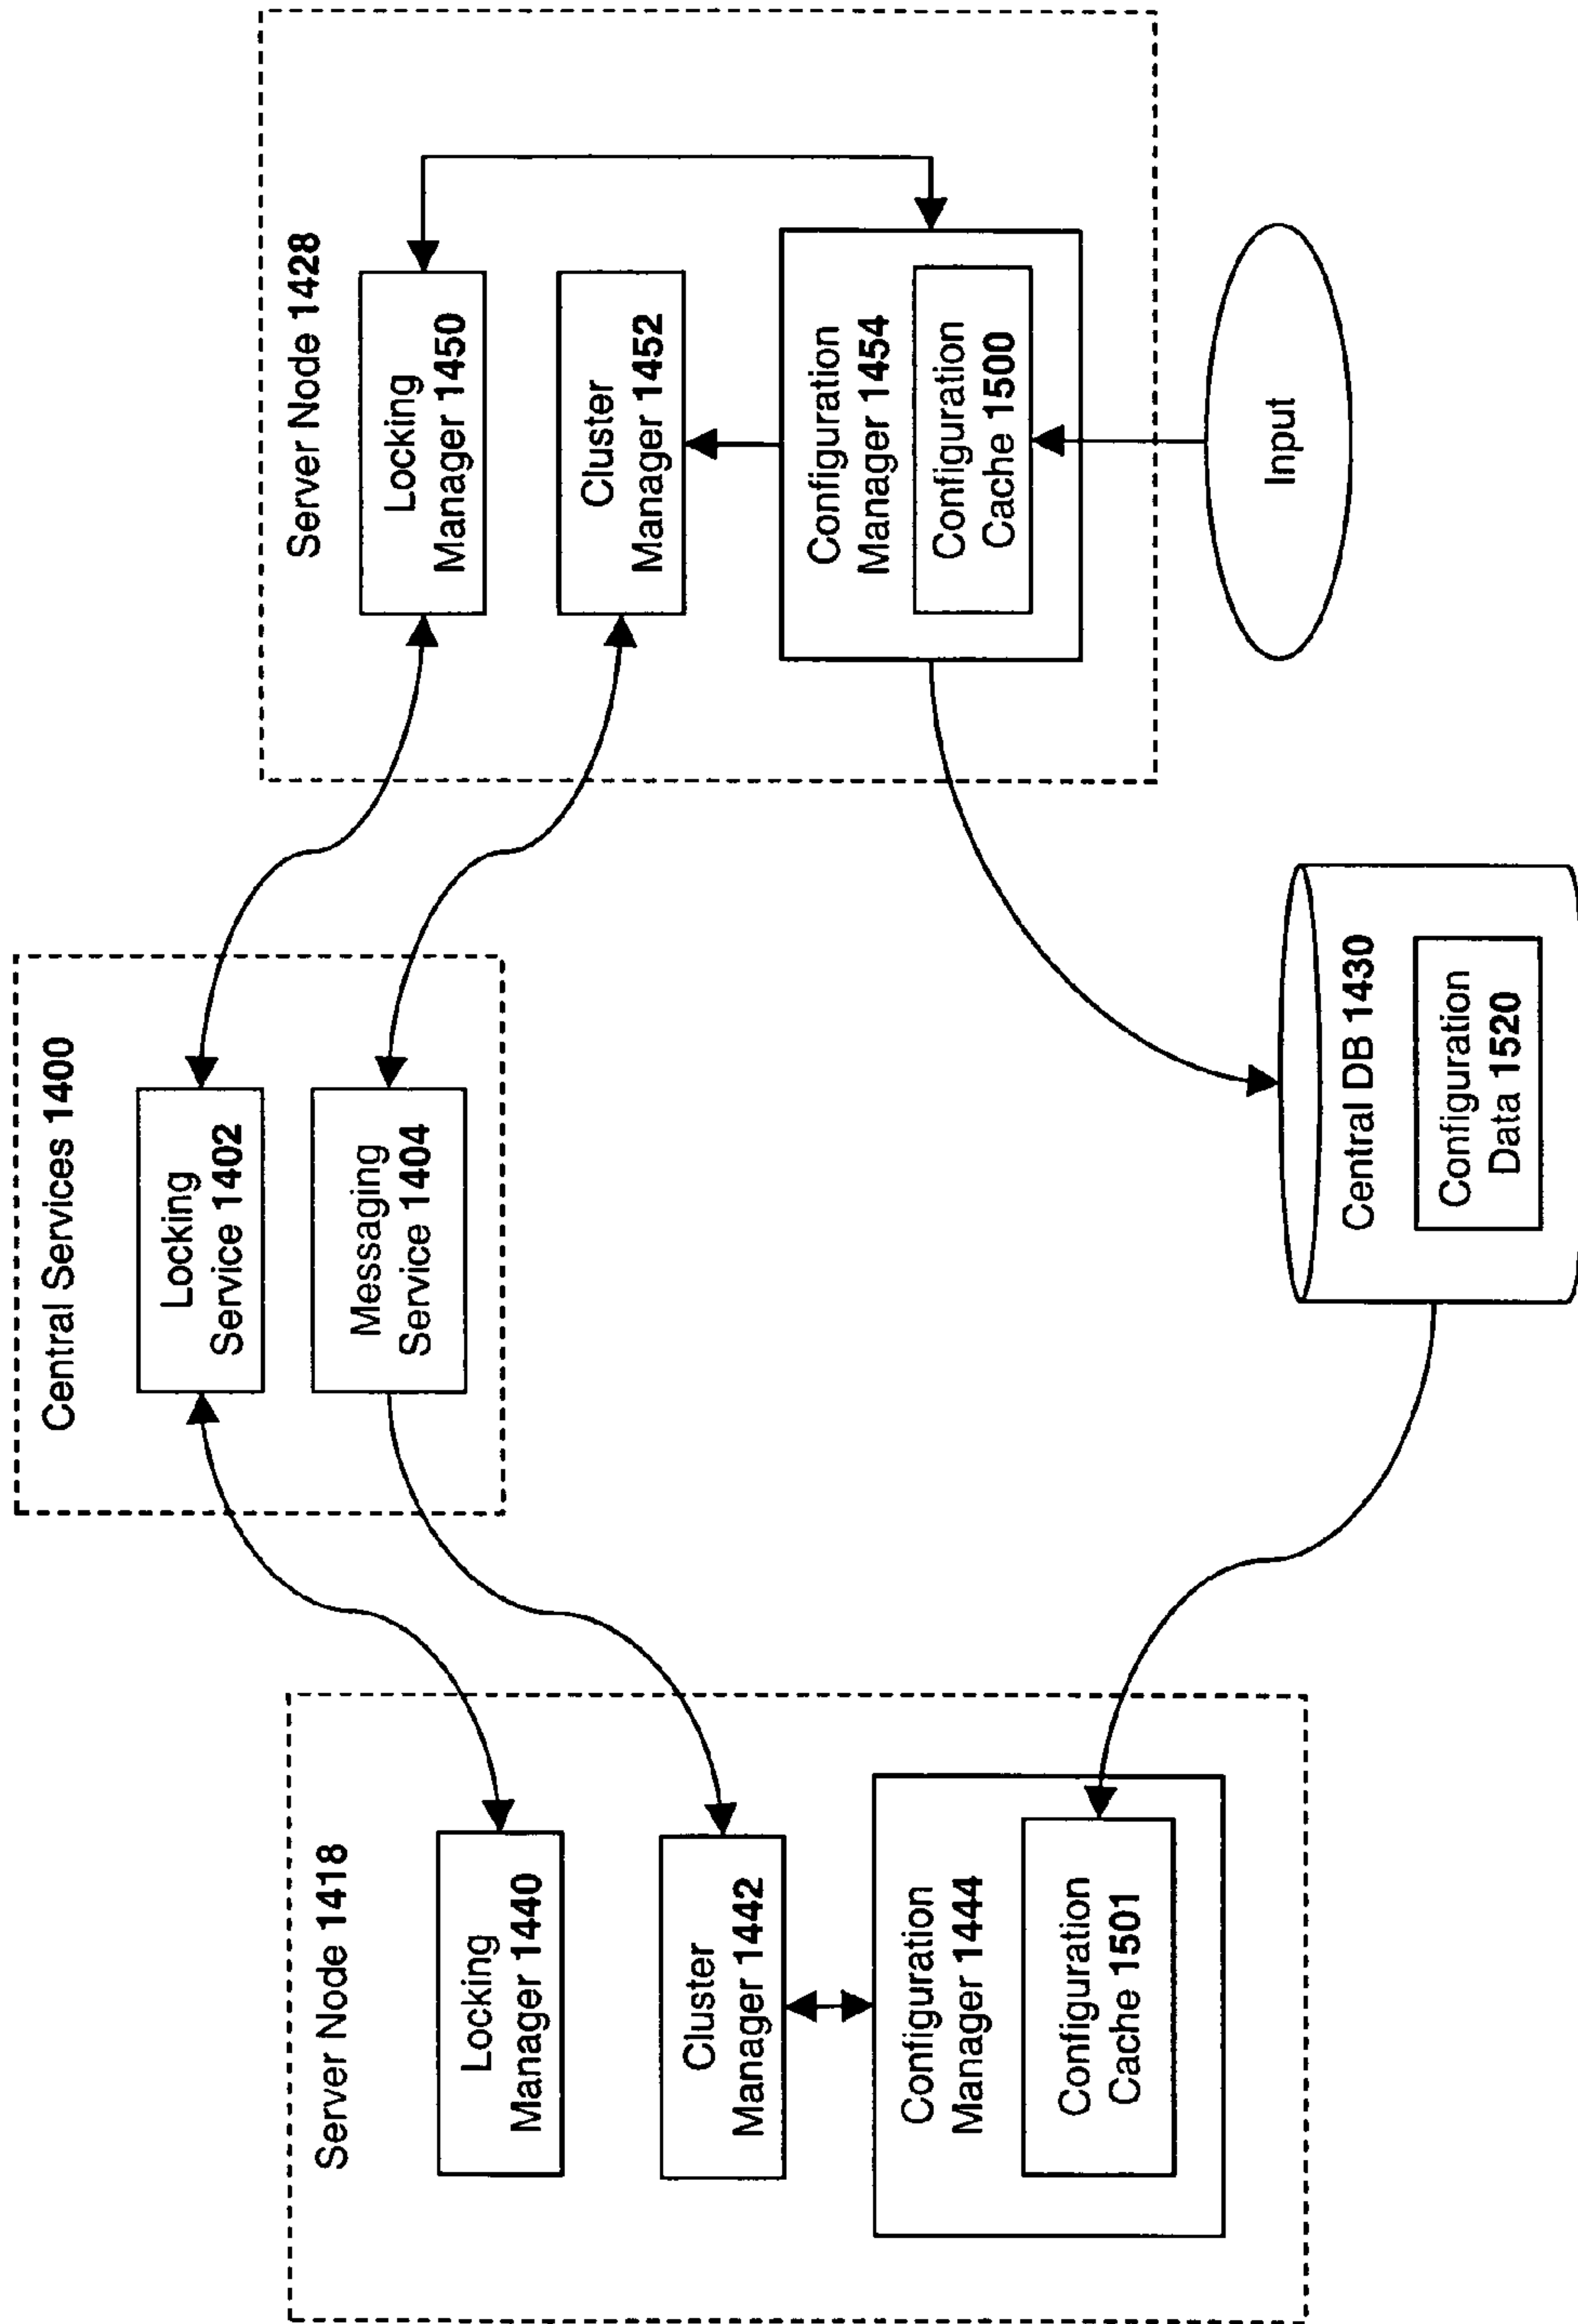 Central Services 1400
Locking
Service 1402
Messaging
Service 1404
Server Node 1418
Locking
Manager 1440
Cluster
Manager 1442
Configuration
Manager 1444
Configuration
Cache 1501
Server Node 1428
Locking
Manager 1450
Cluster
Manager 1452
Configuration
Manager 1454
Configuration
Cache 1500
Central DB 1430
Configuration
Data 1520
Input